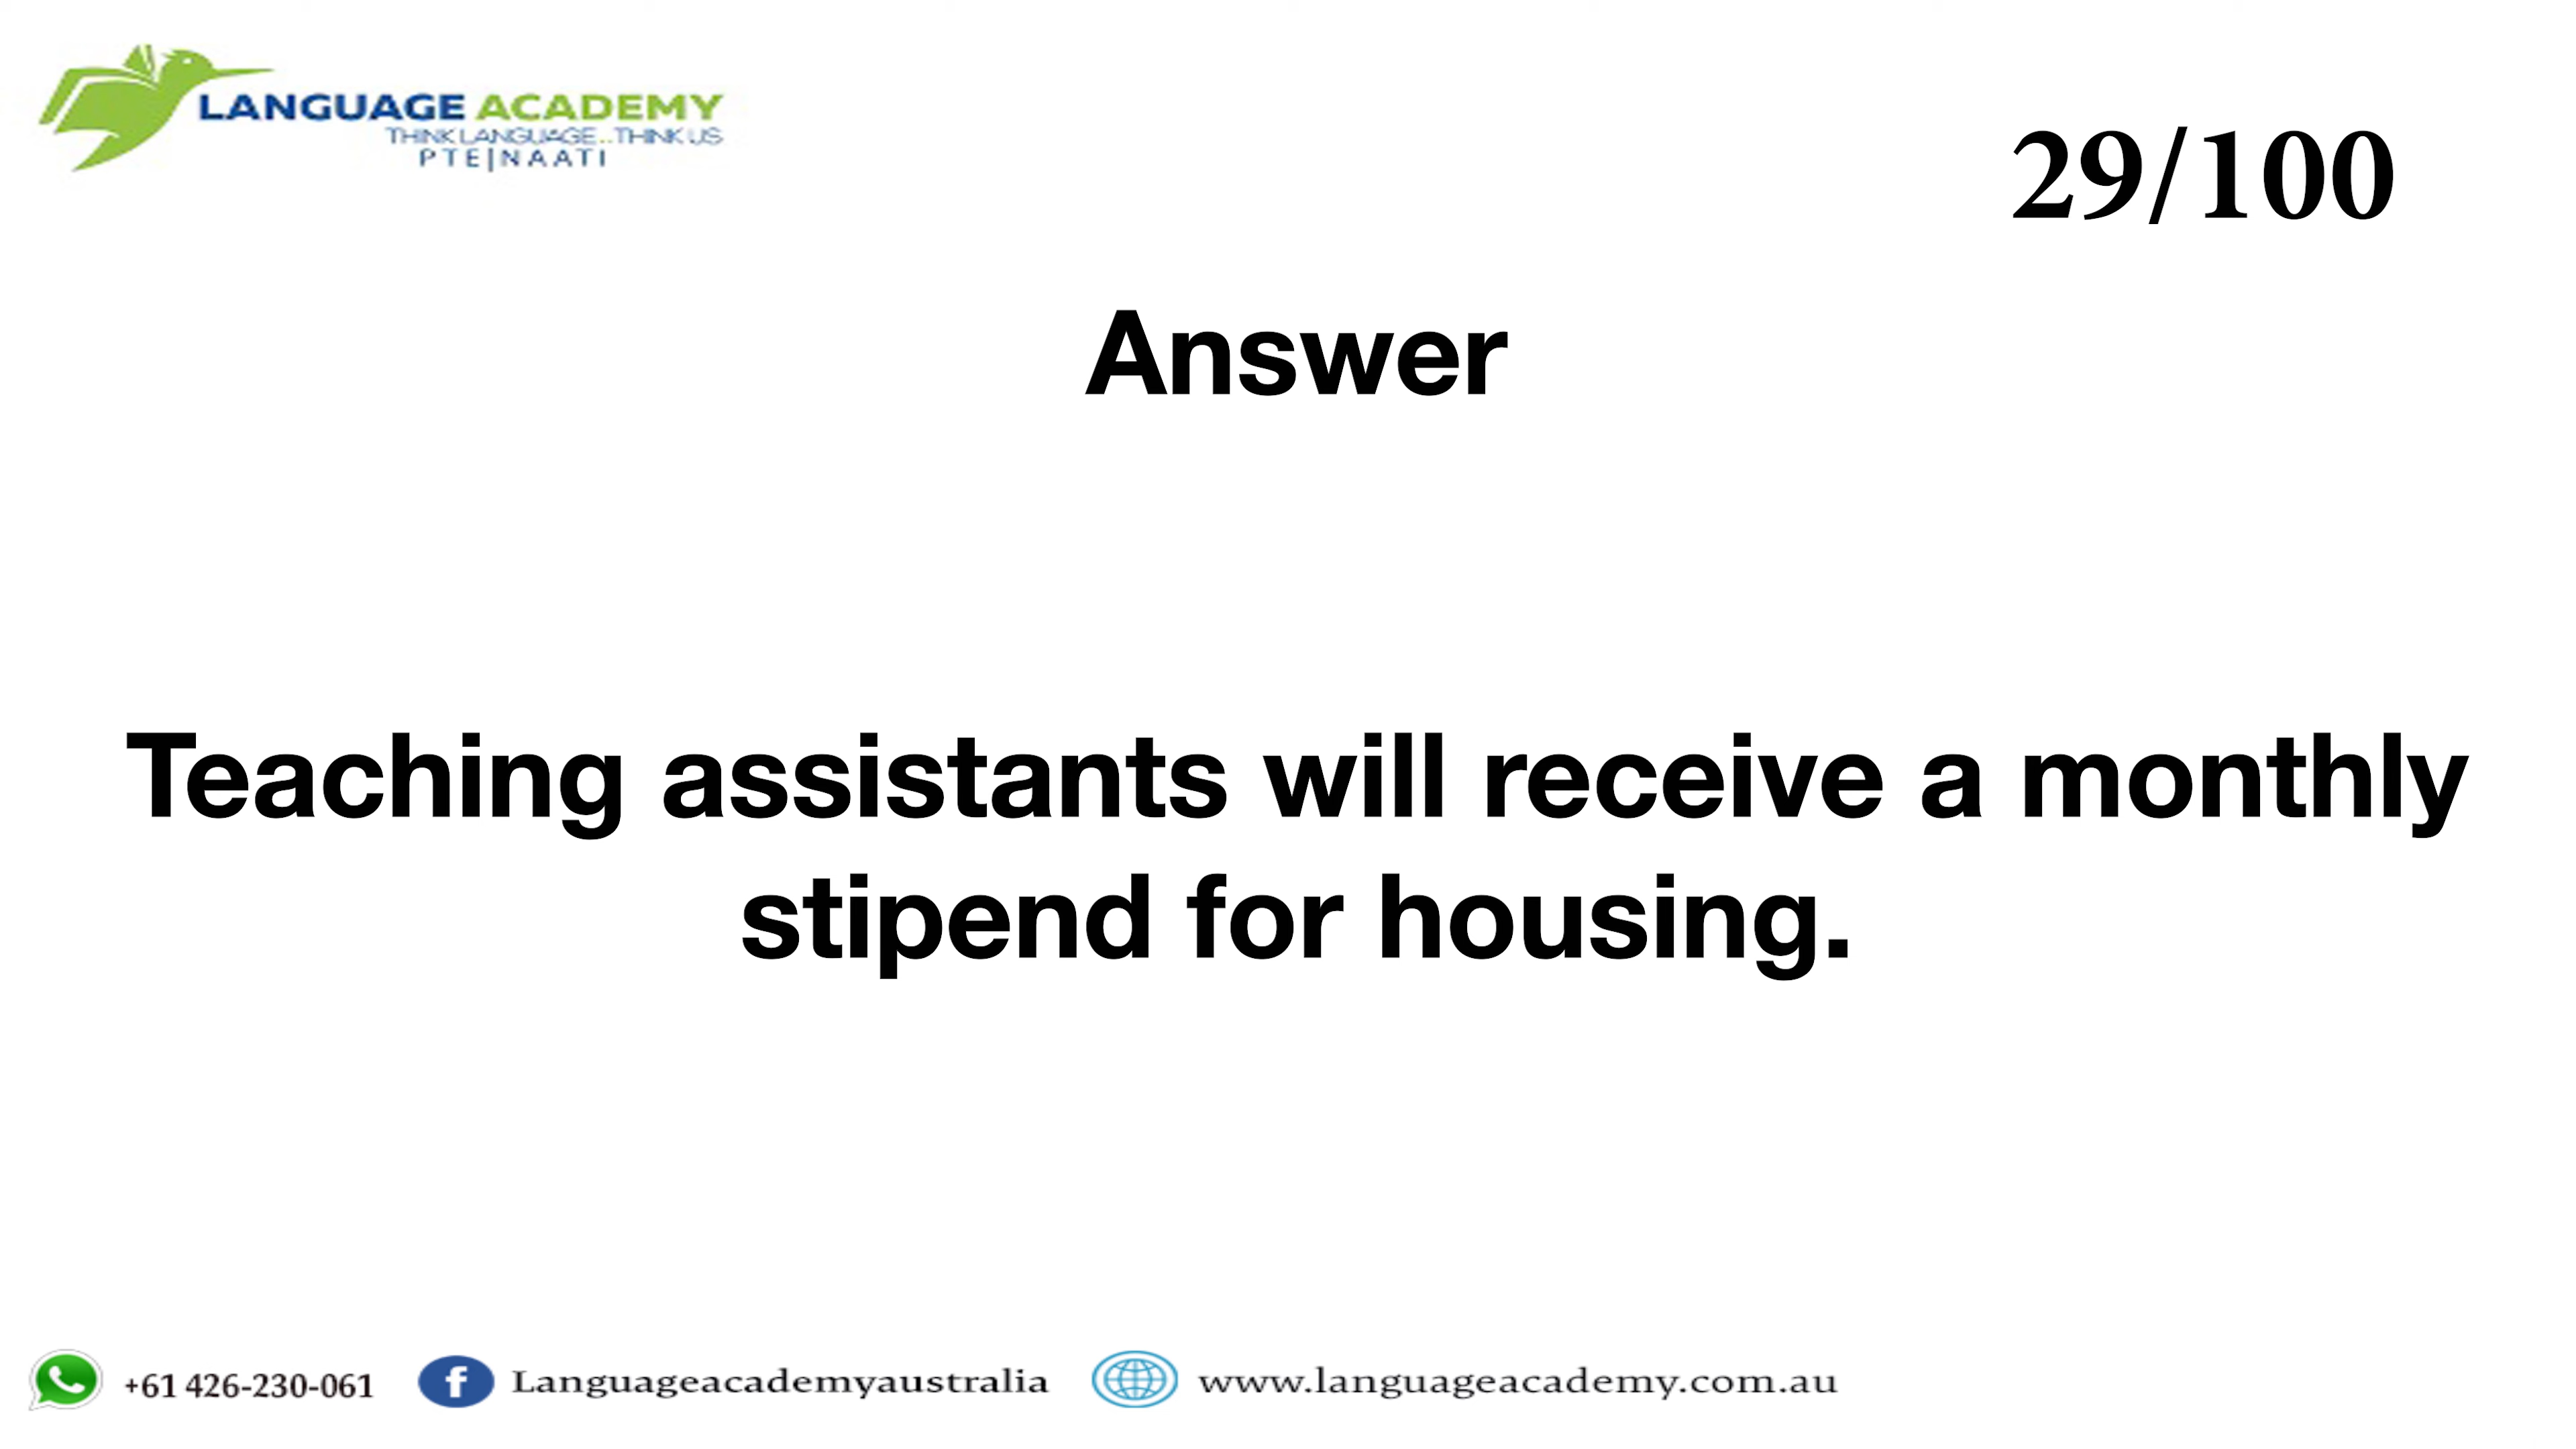 LANGUAGE ACADEMY
THINK LANGUAGE..THINK US
PTE|NAATI
29/100
Answer
Teaching assistants will receive a monthly
stipend for housing.
+61 426-230-061
Languageacademyaustralia
www.languageacademy.com.au